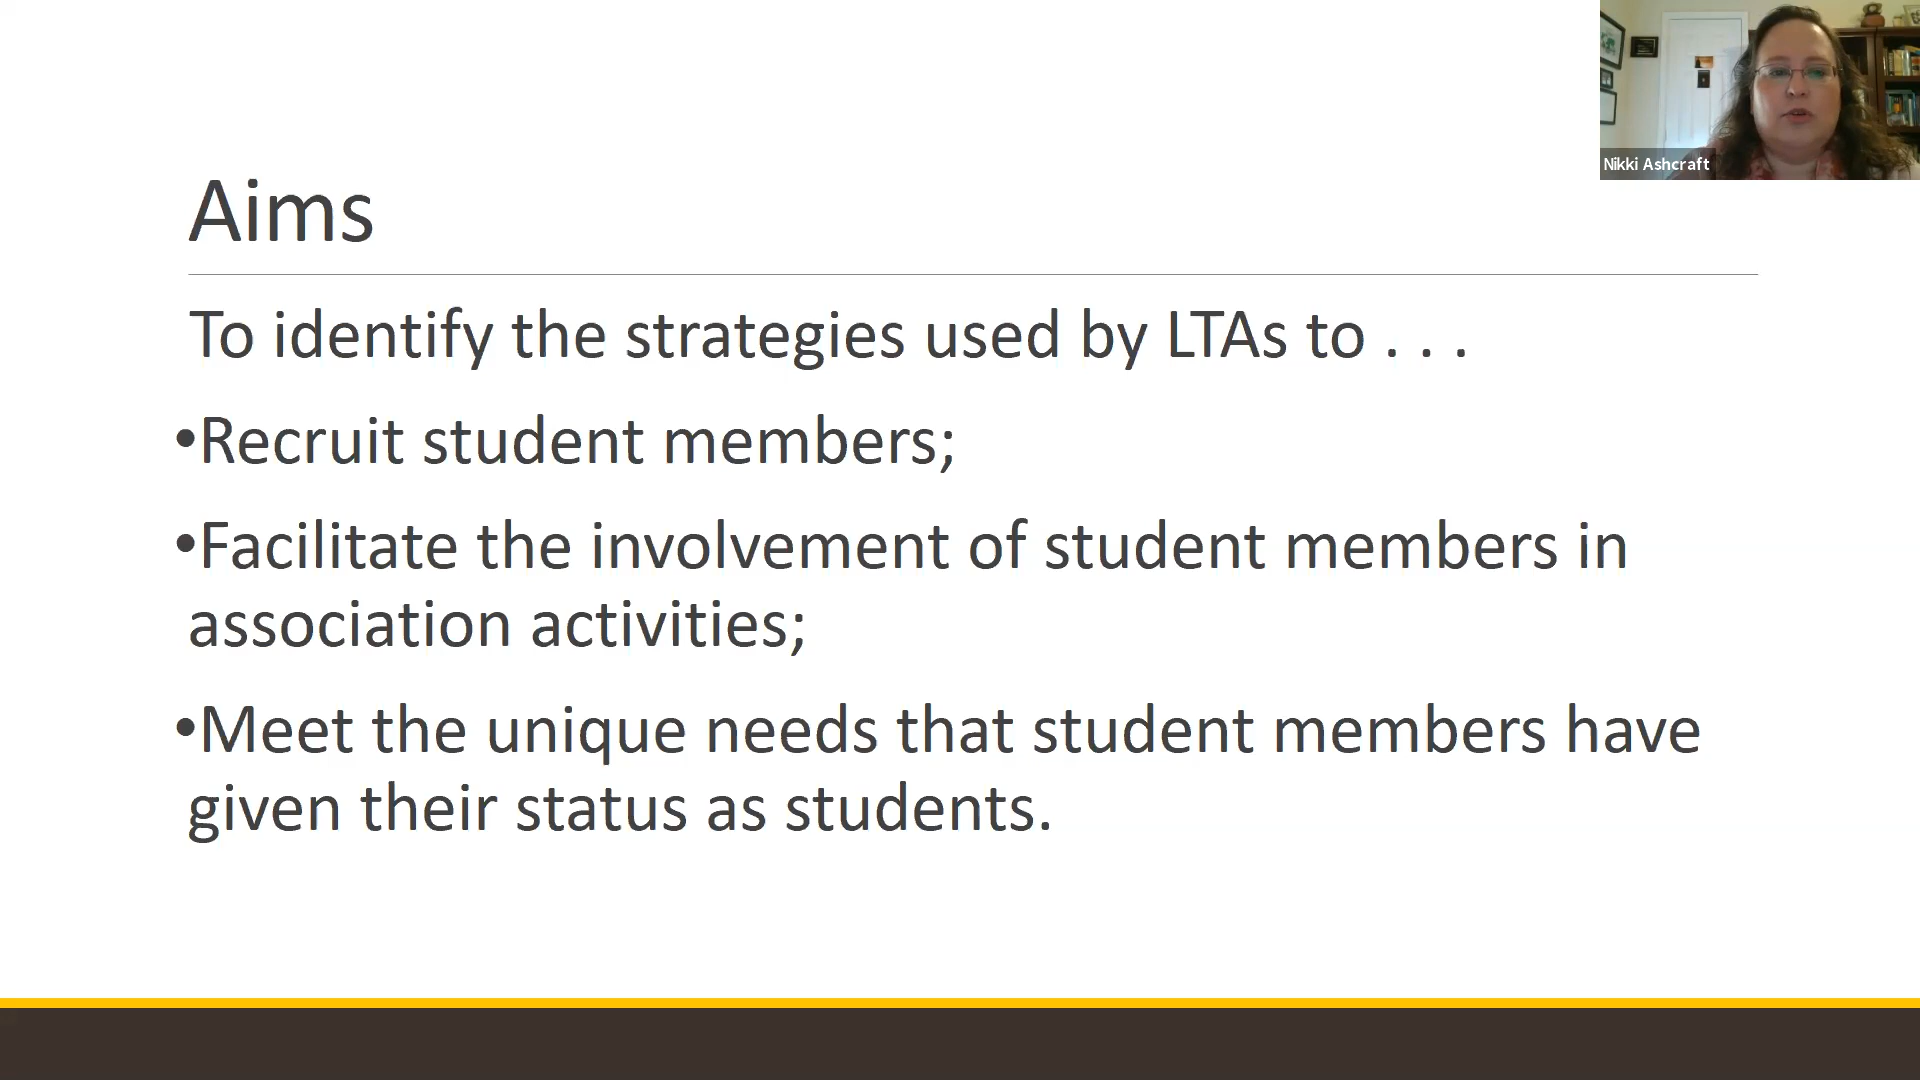 Nikki Ashcraft
Aims
To identify the strategies used by LTAs to . . .
•Recruit student members;
•Facilitate the involvement of student members in
association activities;
•Meet the unique needs that student members have
given their status as students.